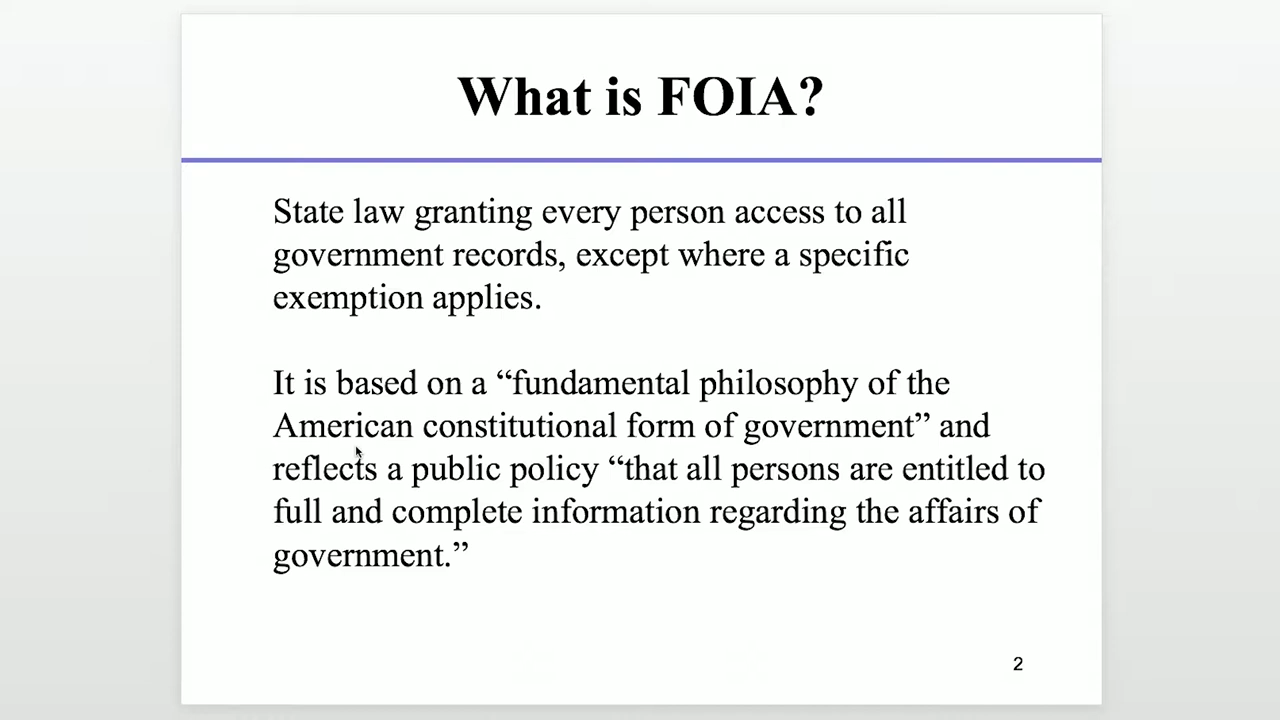 What is FOIA?
State law granting every person access to all
government records, except where a specific
exemption applies.
It is based on a “fundamental philosophy of the
American constitutional form of government” and
reflects a public policy “that all persons are entitled to
full and complete information regarding the affairs of
government.”
2